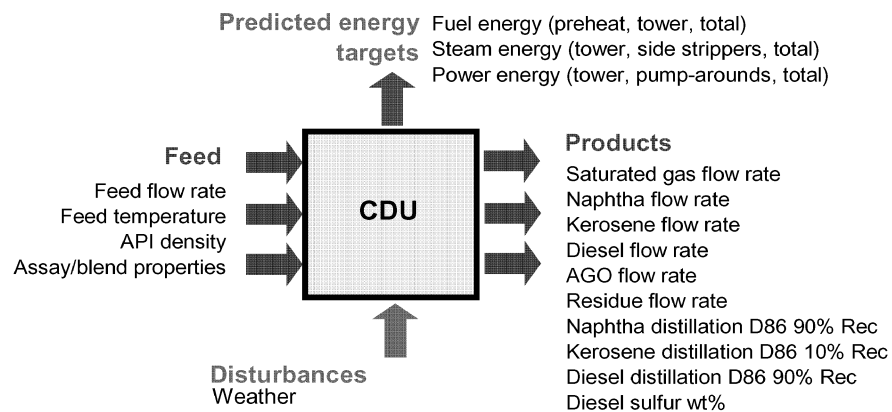 Predicted energy
targets
Fuel energy (preheat, tower, total)
Steam energy (tower, side strippers, total)
Power energy (tower, pump-arounds, total)
Feed
Feed flow rate
Feed temperature
API density
Assay/blend properties
CDU
Products
Saturated gas flow rate
Naphtha flow rate
Kerosene flow rate
Diesel flow rate
AGO flow rate
Residue flow rate
Naphtha distillation D86 90% Rec
Kerosene distillation D86 10% Rec
Diesel distillation D86 90% Rec
Diesel sulfur wt%
Disturbances
Weather